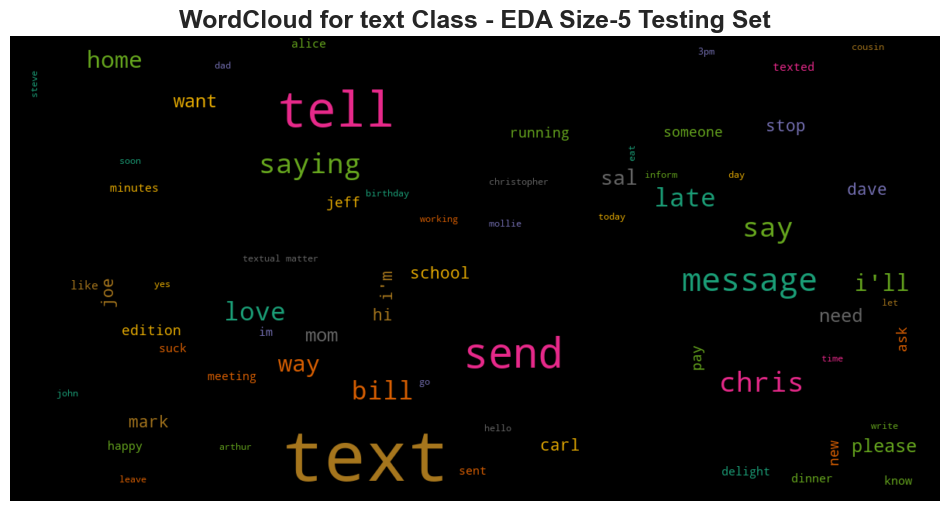 WordCloud for text Class - EDA Size-5 Testing Set
alice
cousin
3pm
home
dad
texted
steve
want
tell
stop
running
someone
eat
soon
saying
inform
day
sal
christopher
minutes
birthday
dave
late
jeff
today
working
mollie
say
textual matter
school
message
i'll
like
yes
joe
i'm
let
love
hi
need
edition
im
mom
ask
suck
send
pay
time
way
meeting
go
chris
bill
john
mark
write
hello
text
carl
please
happy
arthur
new
sent
delight
dinner
know
leave